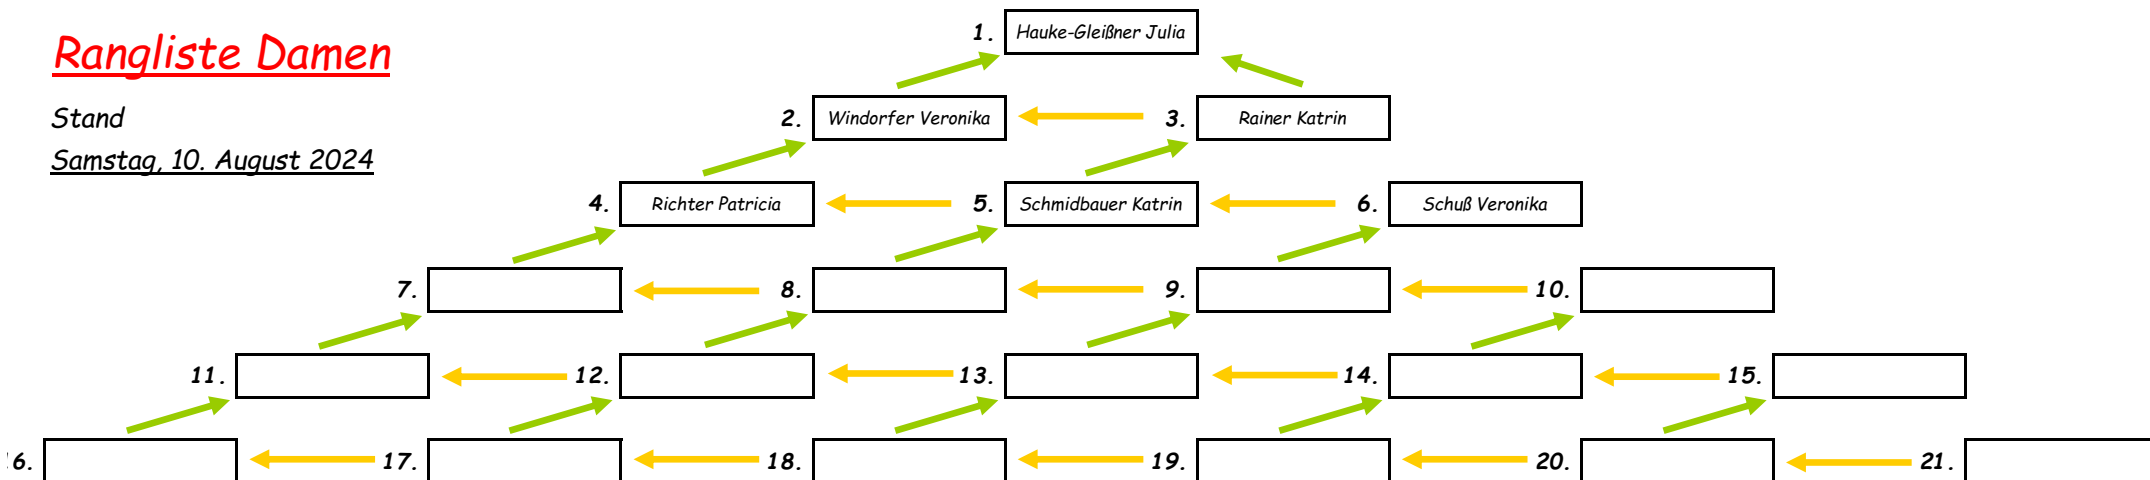 Rangliste Damen
Stand
Samstag, 10. August 2024
1. Hauke-Gleißner Julia
2. Windorfer Veronika 3. Rainer Katrin
4. Richter Patricia 5. Schmidbauer Katrin 6. Schuß Veronika
7. 8. 9. 10.
11. 12. 13. 14. 15.
6. 17. 18. 19. 20. 21.